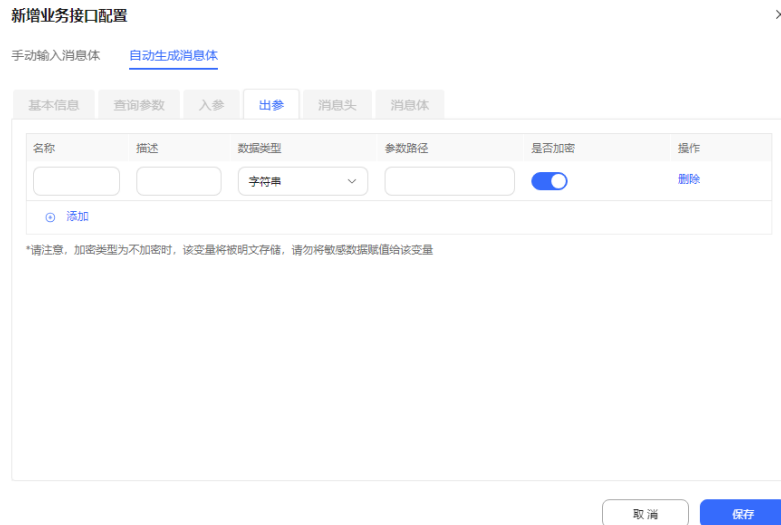 新增业务接口配置
手动输入消息体 自动生成消息体
基本信息 查询参数 入参 出参 消息头 消息体
名称 描述 数据类型 参数路径 是否加密 操作
字符串 删除
添加
*请注意，加密类型为不加密时，该变量将被明文存储，请勿将敏感数据赋值给该变量
取消 保存